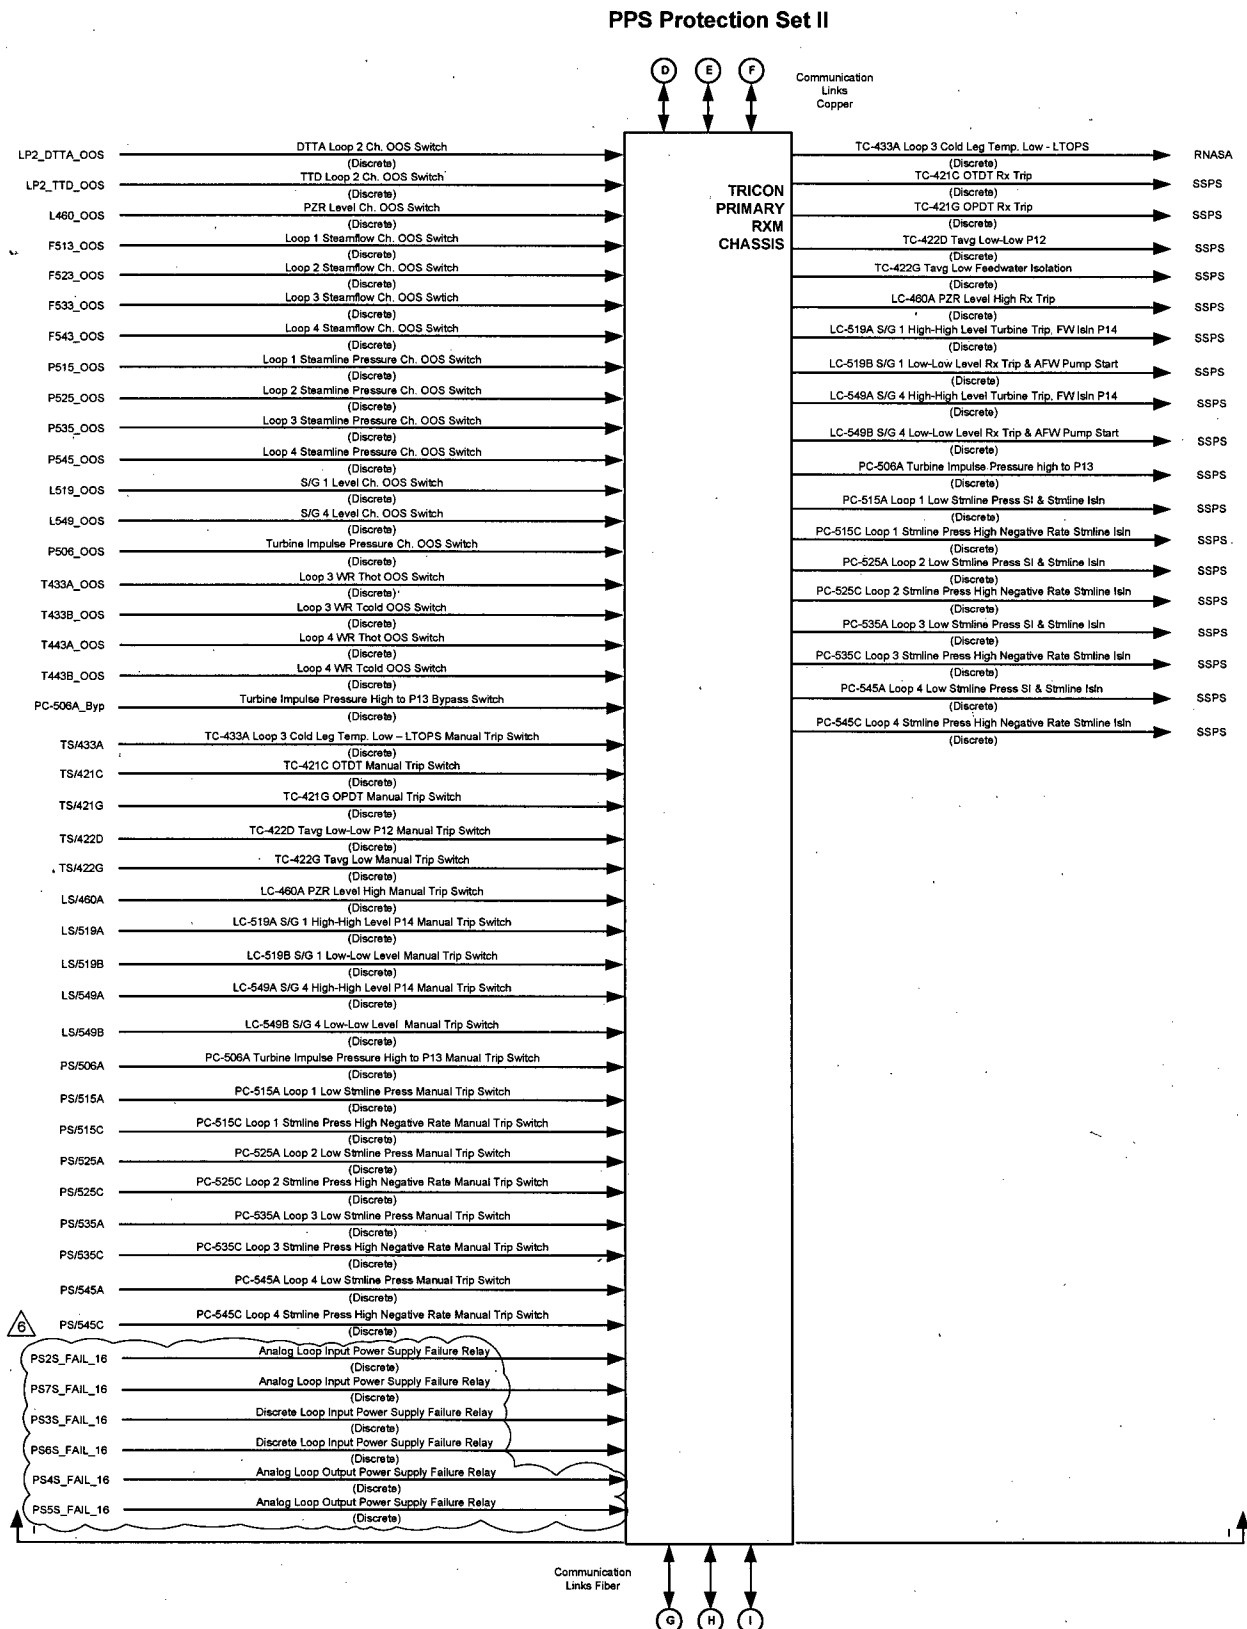 PPS Protection Set II
D E F
Communication
Links
Copper
LP2_DTTA_OOS
DTTA Loop 2 Ch. OOS Switch
(Discrete)
LP2_TTD_OOS
TTD Loop 2 Ch. OOS Switch
(Discrete)
L460_OOS
PZR Level Ch. OOS Switch
(Discrete)
F513_OOS
Loop 1 Steamflow Ch. OOS Switch
(Discrete)
F523_OOS
Loop 2 Steamflow Ch. OOS Switch
(Discrete)
F533_OOS
Loop 3 Steamflow Ch. OOS Swtich
(Discrete)
F543_OOS
Loop 4 Steamflow Ch. OOS Switch
(Discrete)
P515_OOS
Loop 1 Steamline Pressure Ch. OOS Switch
(Discrete)
P525_OOS
Loop 2 Steamline Pressure Ch. OOS Switch
(Discrete)
P535_OOS
Loop 3 Steamline Pressure Ch. OOS Switch
(Discrete)
P545_OOS
Loop 4 Steamline Pressure Ch. OOS Switch
(Discrete)
L519_OOS
S/G 1 Level Ch. OOS Switch
(Discrete)
L549_OOS
S/G 4 Level Ch. OOS Switch
(Discrete)
P506_OOS
Turbine Impulse Pressure Ch. OOS Switch
(Discrete)
T433A_OOS
Loop 3 WR Thot OOS Switch
(Discrete)
T433B_OOS
Loop 3 WR Tcold OOS Switch
(Discrete)
T443A_OOS
Loop 4 WR Thot OOS Switch
(Discrete)
T443B_OOS
Loop 4 WR Tcold OOS Switch
(Discrete)
PC-506A_Byp
Turbine Impulse Pressure High to P13 Bypass Switch
(Discrete)
TS/433A
TC-433A Loop 3 Cold Leg Temp. Low – LTOPS Manual Trip Switch
(Discrete)
TS/421C
TC-421C OTDT Manual Trip Switch
(Discrete)
TS/421G
TC-421G OPDT Manual Trip Switch
(Discrete)
TS/422D
TC-422D Tavg Low-Low P12 Manual Trip Switch
(Discrete)
TS/422G
TC-422G Tavg Low Manual Trip Switch
(Discrete)
LS/460A
LC-460A PZR Level High Manual Trip Switch
(Discrete)
LS/519A
LC-519A S/G 1 High-High Level P14 Manual Trip Switch
(Discrete)
LS/519B
LC-519B S/G 1 Low-Low Level Manual Trip Switch
(Discrete)
LS/549A
LC-549A S/G 4 High-High Level P14 Manual Trip Switch
(Discrete)
LS/549B
LC-549B S/G 4 Low-Low Level Manual Trip Switch
(Discrete)
PS/506A
PC-506A Turbine Impulse Pressure High to P13 Manual Trip Switch
(Discrete)
PS/515A
PC-515A Loop 1 Low Stmline Press Manual Trip Switch
(Discrete)
PS/515C
PC-515C Loop 1 Stmline Press High Negative Rate Manual Trip Switch
(Discrete)
PS/525A
PC-525A Loop 2 Low Stmline Press Manual Trip Switch
(Discrete)
PS/525C
PC-525C Loop 2 Stmline Press High Negative Rate Manual Trip Switch
(Discrete)
PS/535A
PC-535A Loop 3 Low Stmline Press Manual Trip Switch
(Discrete)
PS/535C
PC-535C Loop 3 Stmline Press High Negative Rate Manual Trip Switch
(Discrete)
PS/545A
PC-545A Loop 4 Low Stmline Press Manual Trip Switch
(Discrete)
6
PS/545C
PC-545C Loop 4 Stmline Press High Negative Rate Manual Trip Switch
(Discrete)
PS2S_FAIL_16
Analog Loop Input Power Supply Failure Relay
(Discrete)
PS7S_FAIL_16
Analog Loop Input Power Supply Failure Relay
(Discrete)
PS3S_FAIL_16
Discrete Loop Input Power Supply Failure Relay
(Discrete)
PS6S_FAIL_16
Discrete Loop Input Power Supply Failure Relay
(Discrete)
PS4S_FAIL_16
Analog Loop Output Power Supply Failure Relay
(Discrete)
PS5S_FAIL_16
Analog Loop Output Power Supply Failure Relay
(Discrete)
I
TRICON
PRIMARY
RXM
CHASSIS
TC-433A Loop 3 Cold Leg Temp. Low - LTOPS
(Discrete)
RNASA
TC-421C OTDT Rx Trip
(Discrete)
SSPS
TC-421G OPDT Rx Trip
(Discrete)
SSPS
TC-422D Tavg Low-Low P12
(Discrete)
SSPS
TC-422G Tavg Low Feedwater Isolation
(Discrete)
SSPS
LC-460A PZR Level High Rx Trip
(Discrete)
SSPS
LC-519A S/G 1 High-High Level Turbine Trip, FW Isln P14
(Discrete)
SSPS
LC-519B S/G 1 Low-Low Level Rx Trip & AFW Pump Start
(Discrete)
SSPS
LC-549A S/G 4 High-High Level Turbine Trip, FW Isln P14
(Discrete)
SSPS
LC-549B S/G 4 Low-Low Level Rx Trip & AFW Pump Start
(Discrete)
SSPS
PC-506A Turbine Impulse Pressure high to P13
(Discrete)
SSPS
PC-515A Loop 1 Low Stmline Press SI & Stmline Isln
(Discrete)
SSPS
PC-515C Loop 1 Stmline Press High Negative Rate Stmline Isln
(Discrete)
SSPS
PC-525A Loop 2 Low Stmline Press SI & Stmline Isln
(Discrete)
SSPS
PC-525C Loop 2 Stmline Press High Negative Rate Stmline Isln
(Discrete)
SSPS
PC-535A Loop 3 Low Stmline Press SI & Stmline Isln
(Discrete)
SSPS
PC-535C Loop 3 Stmline Press High Negative Rate Stmline Isln
(Discrete)
SSPS
PC-545A Loop 4 Low Stmline Press SI & Stmline Isln
(Discrete)
SSPS
PC-545C Loop 4 Stmline Press High Negative Rate Stmline Isln
(Discrete)
SSPS
I
Communication
Links Fiber
G H I